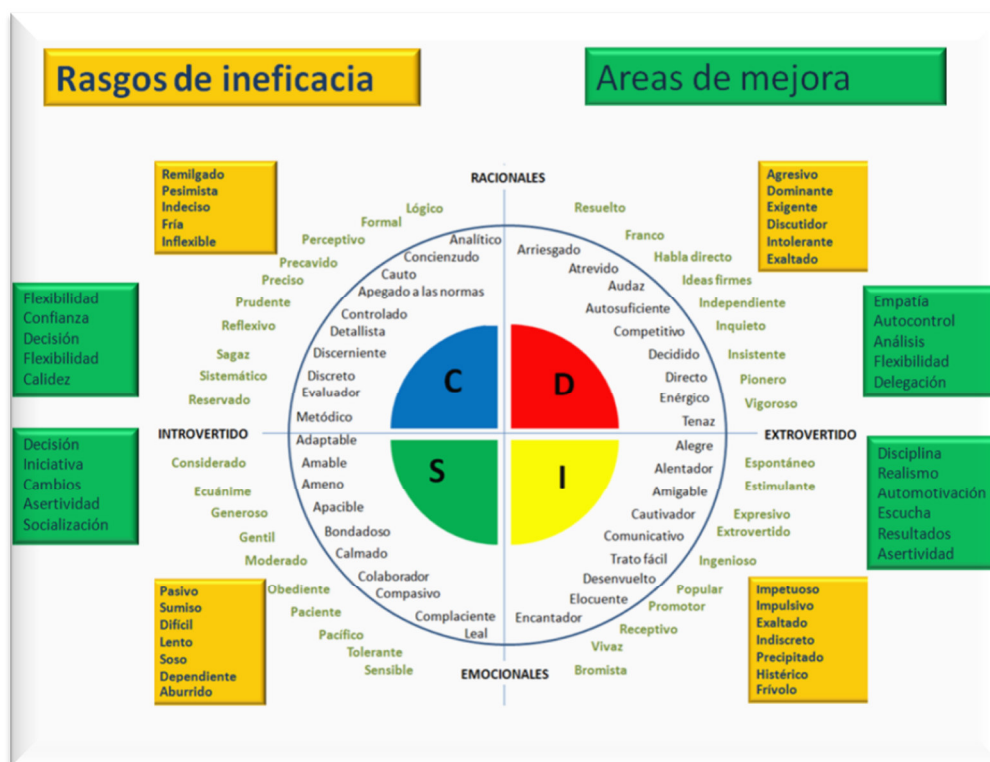 Rasgos de ineficacia
Areas de mejora
Remilgado
Pesimista
Indeciso
Fría
Inflexible
RACIONALES
Agresivo
Dominante
Exigente
Discutidor
Intolerante
Exaltado
Flexibilidad
Confianza
Decisión
Flexibilidad
Calidez
Lógico
Formal
Perceptivo
Precavido
Preciso
Prudente
Reflexivo
Sagaz
Sistemático
Reservado
Analítico
Concienzudo
Cauto
Apegado a las normas
Controlado
Detallista
Discerniente
Discreto
Evaluador
Metódico
C
D
Arriesgado
Atrevido
Audaz
Autosuficiente
Competitivo
Decidido
Directo
Enérgico
Tenaz
Resuelto
Franco
Habla directo
Ideas firmes
Independiente
Inquieto
Insistente
Pionero
Vigoroso
Empatía
Autocontrol
Análisis
Flexibilidad
Delegación
INTROVERTIDO
EXTROVERTIDO
Decisión
Iniciativa
Cambios
Asertividad
Socialización
Considerado
Ecuánime
Generoso
Gentil
Moderado
Obediente
Paciente
Pacífico
Tolerante
Sensible
Adaptable
Amable
Ameno
Apacible
Bondadoso
Calmado
Colaborador
Compasivo
Complaciente
Leal
S
I
Alegre
Alentador
Amigable
Cautivador
Comunicativo
Trato fácil
Desenvuelto
Elocuente
Encantador
Espontáneo
Estimulante
Expresivo
Extrovertido
Ingenioso
Popular
Promotor
Receptivo
Vivaz
Bromista
Disciplina
Realismo
Automotivación
Escucha
Resultados
Asertividad
Pasivo
Sumiso
Difícil
Lento
Soso
Dependiente
Aburrido
EMOCIONALES
Impetuoso
Impulsivo
Exaltado
Indiscreto
Precipitado
Histérico
Frívolo